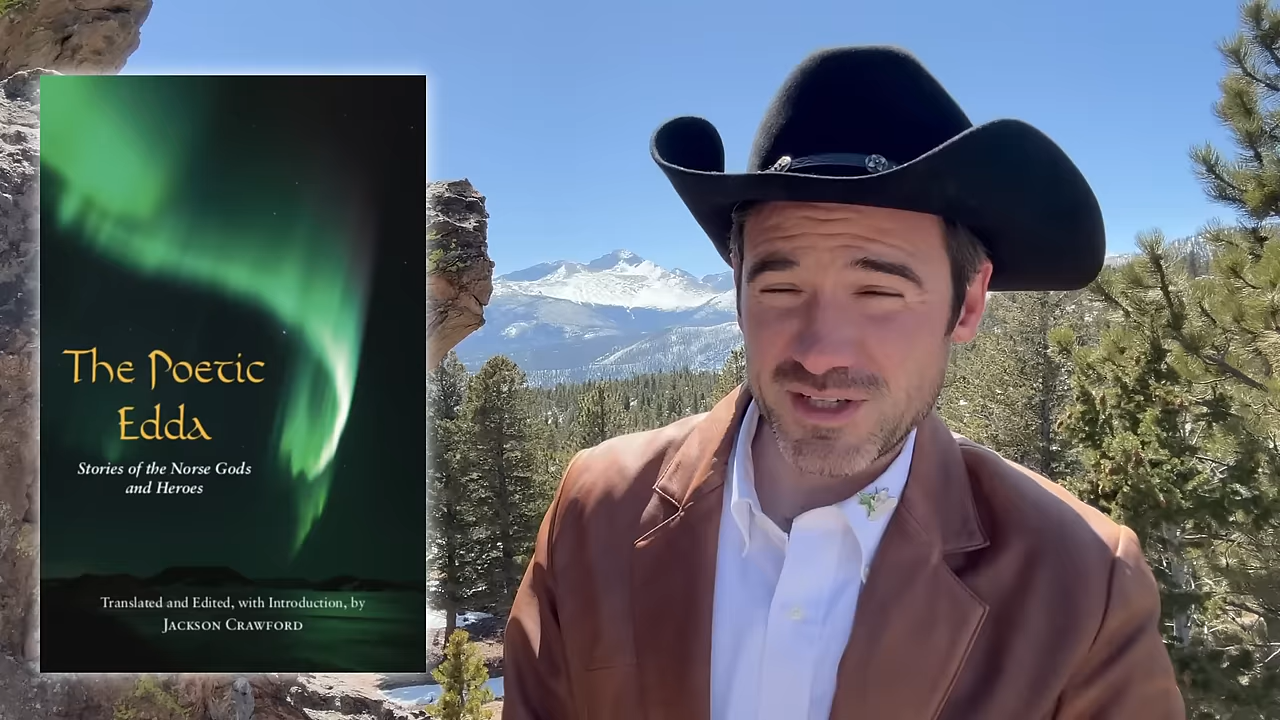 The Poetic
Edda
Stories of the Norse Gods
and Heroes
Translated and Edited, with Introduction, by
Jackson Crawford